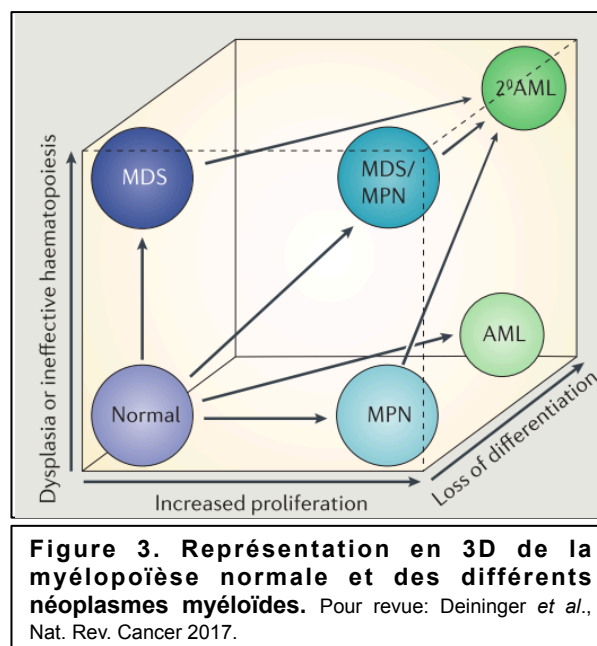 2ºAML
MDS
MDS/
MPN
AML
Normal
MPN
Dysplasia or ineffective haematopoiesis
Increased proliferation
Loss of differentiation
Figure 3. Représentation en 3D de la
myélopoïèse normale et des différents
néoplasmes myéloïdes. Pour revue: Deininger et al.,
Nat. Rev. Cancer 2017.